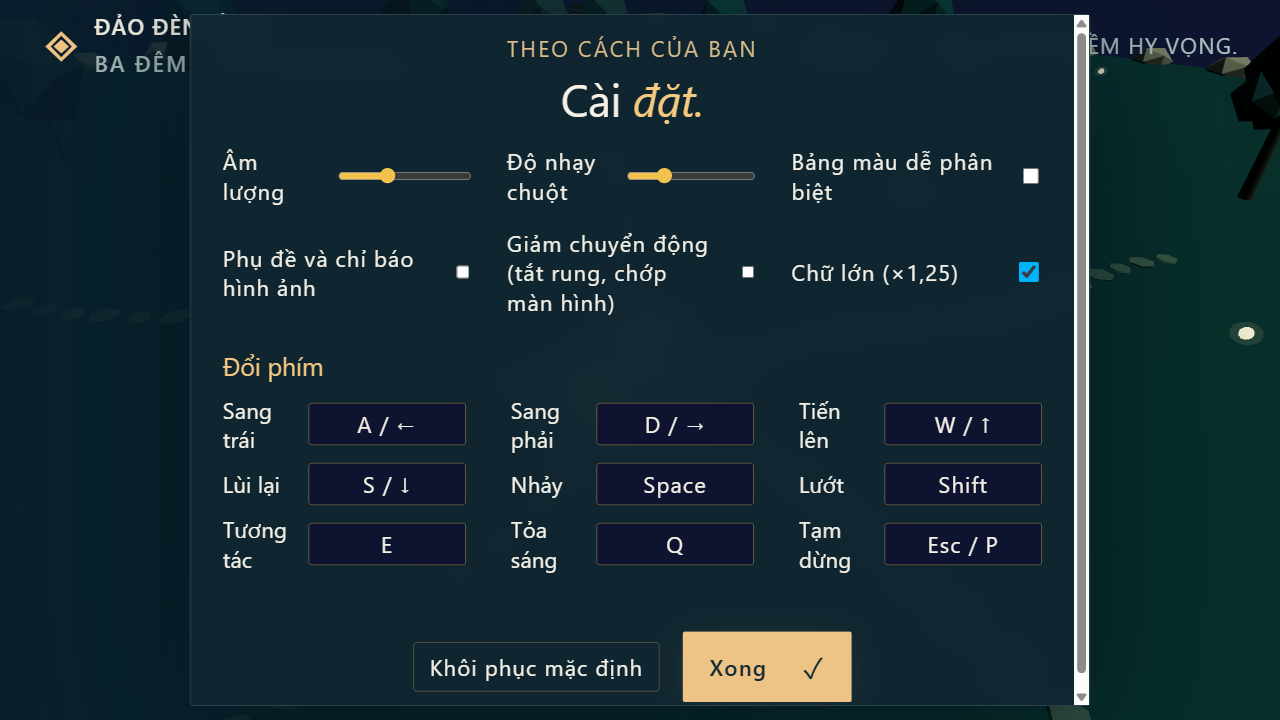 ĐẢO ĐÈN
BA ĐÊM
ỀM HY VỌNG.
THEO CÁCH CỦA BẠN
Cài đặt.
Âm
lượng
Độ nhạy
chuột
Bảng màu dễ phân
biệt
Phụ đề và chỉ báo
hình ảnh
Giảm chuyển động
(tắt rung, chớp
màn hình)
Chữ lớn (×1,25)
Đổi phím
Sang
trái
A / ←
Sang
phải
D / →
Tiến
lên
W / ↑
Lùi lại
S / ↓
Nhảy
Space
Lướt
Shift
Tương
tác
E
Tỏa
sáng
Q
Tạm
dừng
Esc / P
Khôi phục mặc định
Xong ✓